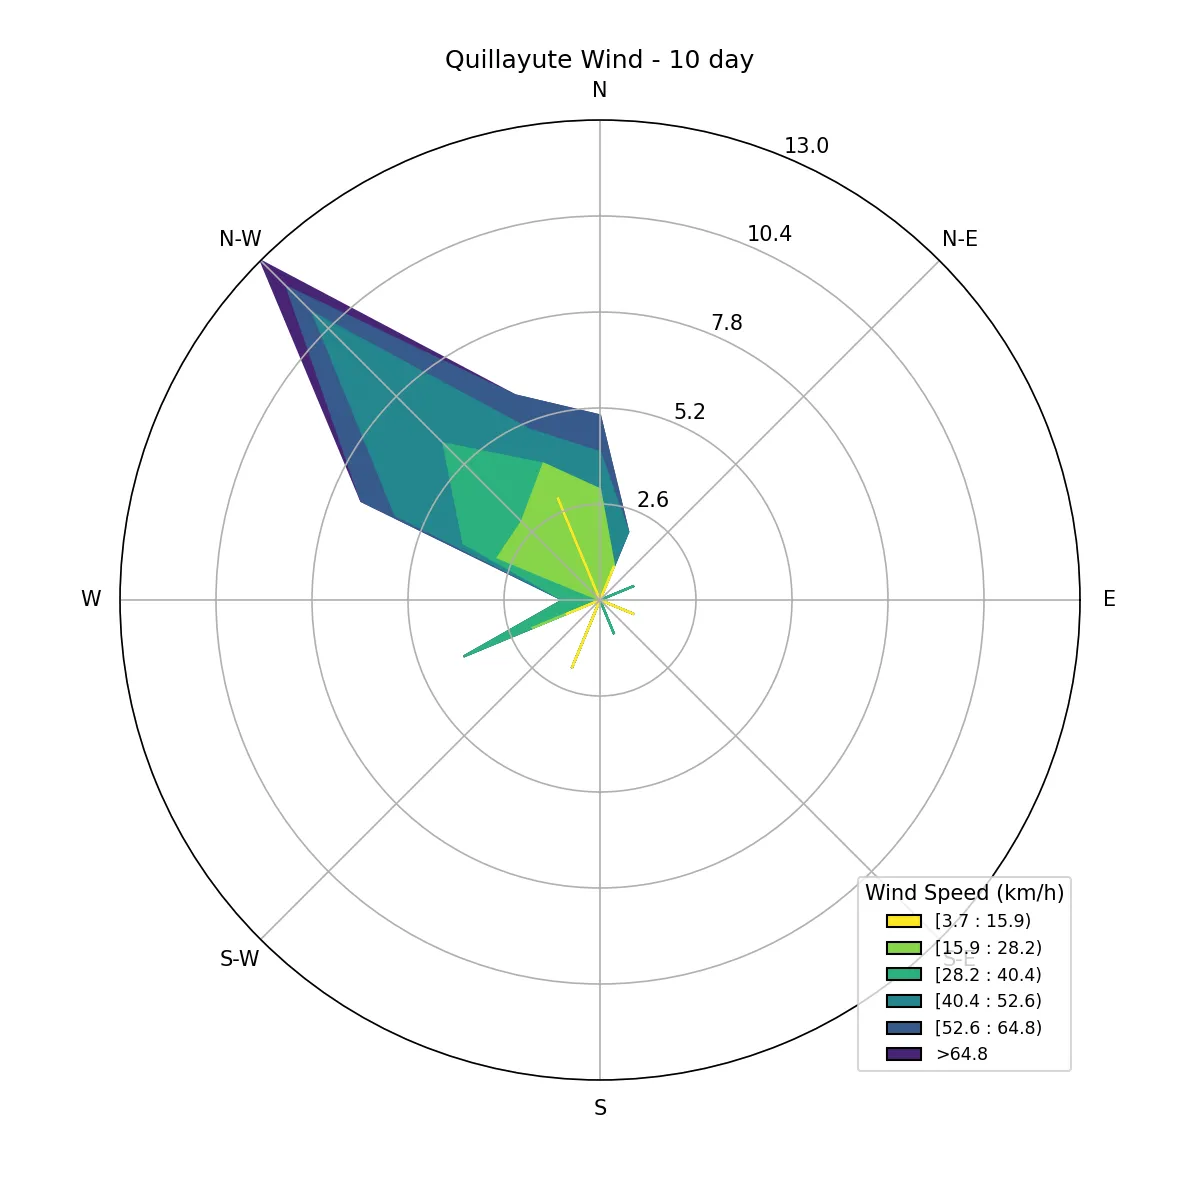 Quillayute Wind - 10 day
N
13.0
N-W
10.4
N-E
7.8
5.2
2.6
W
E
S-W
S-E
S
Wind Speed (km/h)
[3.7 : 15.9)
[15.9 : 28.2)
[28.2 : 40.4)
[40.4 : 52.6)
[52.6 : 64.8)
>64.8